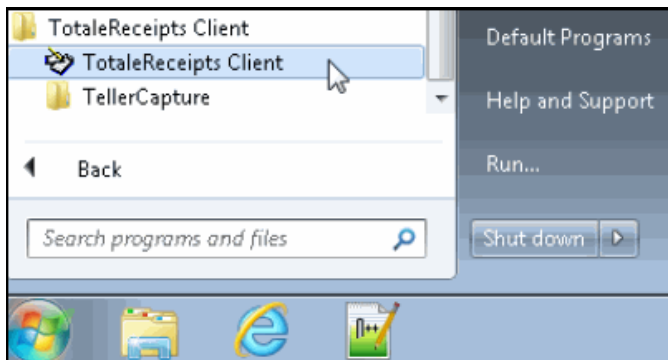 TotaleReceipts Client
TotaleReceipts Client
TellerCapture
Back
Search programs and files
Default Programs
Help and Support
Run...
Shut down
n++